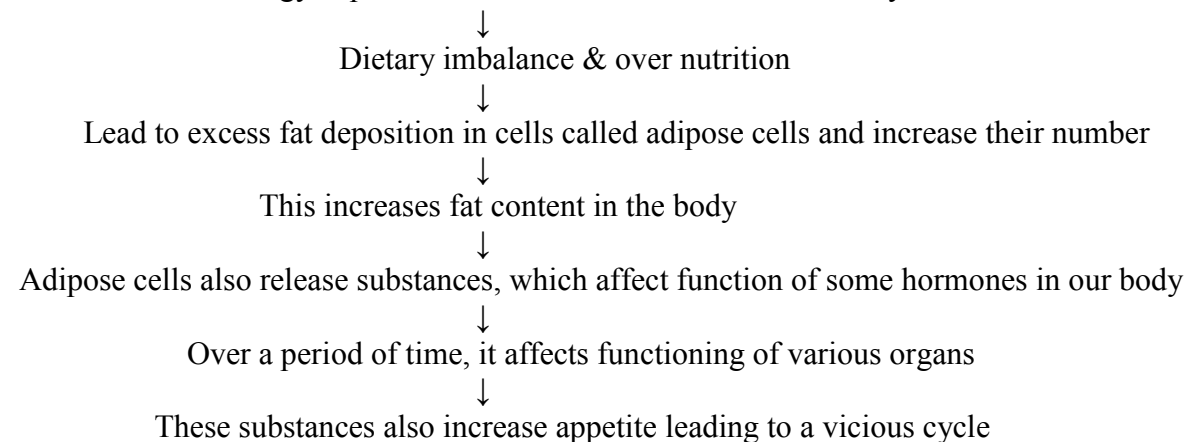 ↓
Dietary imbalance & over nutrition
↓
Lead to excess fat deposition in cells called adipose cells and increase their number
↓
This increases fat content in the body
↓
Adipose cells also release substances, which affect function of some hormones in our body
↓
Over a period of time, it affects functioning of various organs
↓
These substances also increase appetite leading to a vicious cycle